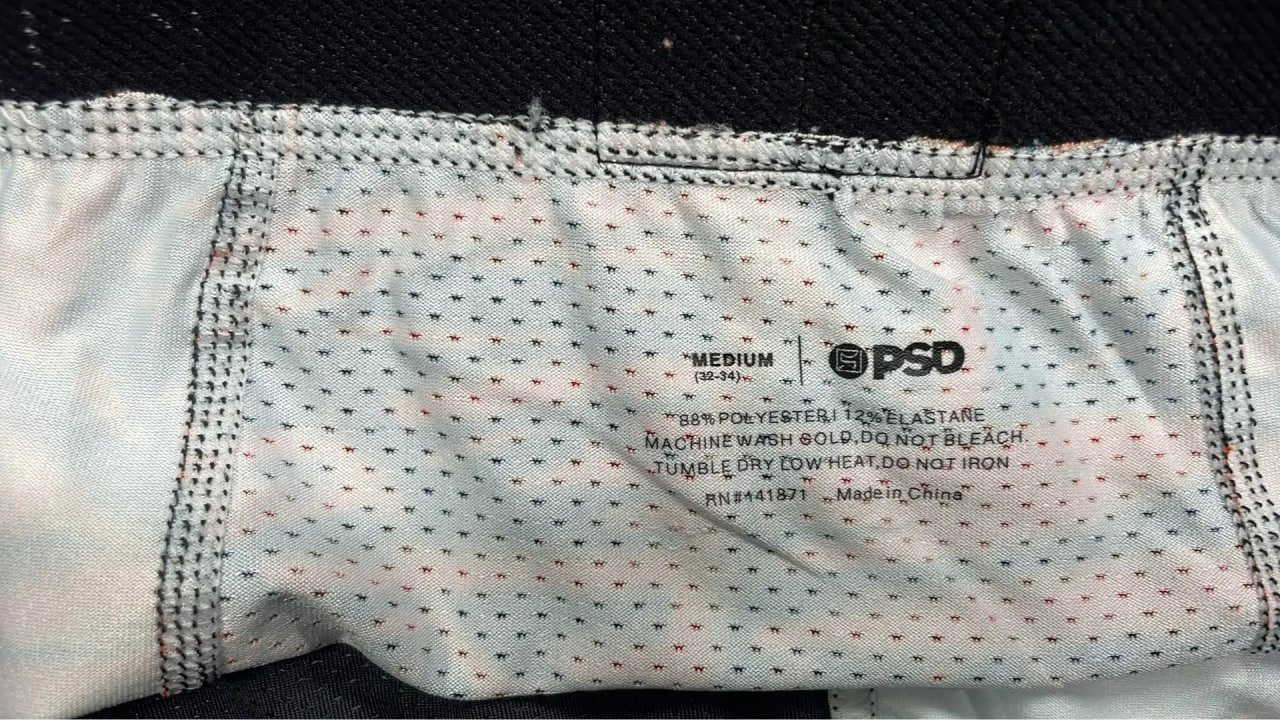 MEDIUM | PSD
(32-34)
88% POLYESTER I 12% ELASTANE
MACHINE WASH COLD, DO NOT BLEACH.
TUMBLE DRY LOW HEAT, DO NOT IRON
RN#141871 Made in China